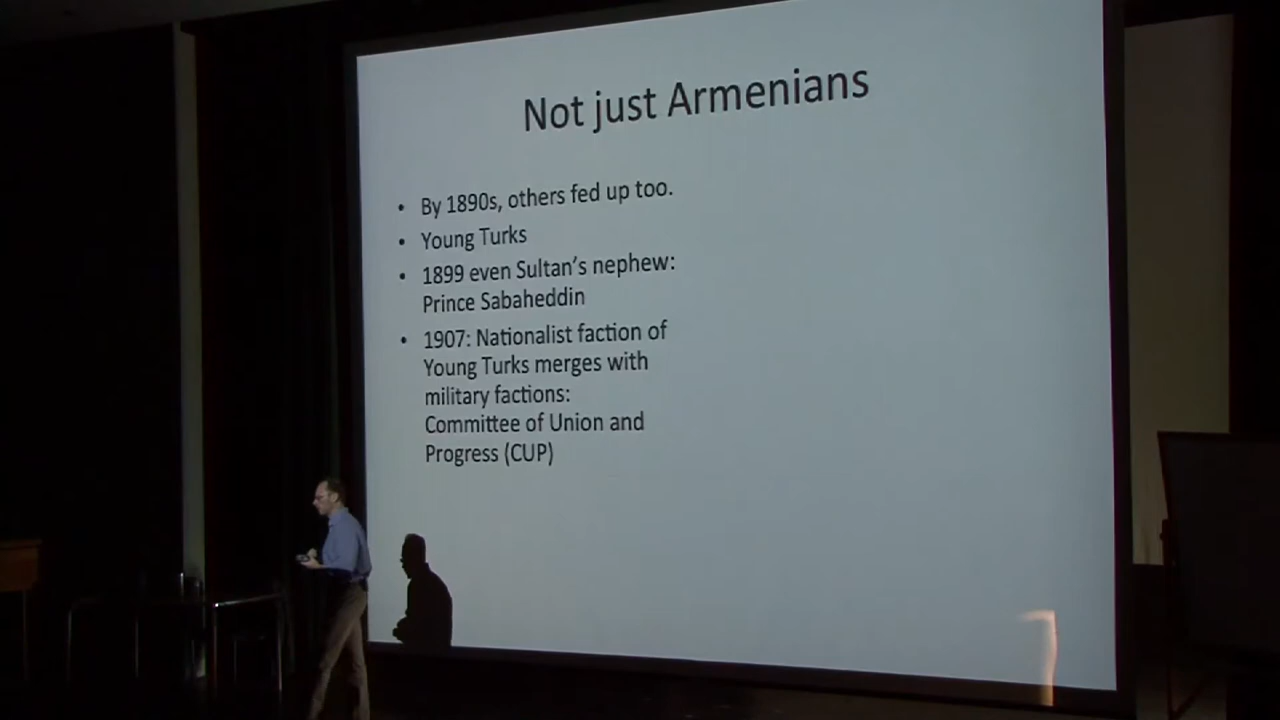 Not just Armenians
• By 1890s, others fed up too.
• Young Turks
• 1899 even Sultan's nephew:
Prince Sabaheddin
• 1907: Nationalist faction of
Young Turks merges with
military factions:
Committee of Union and
Progress (CUP)